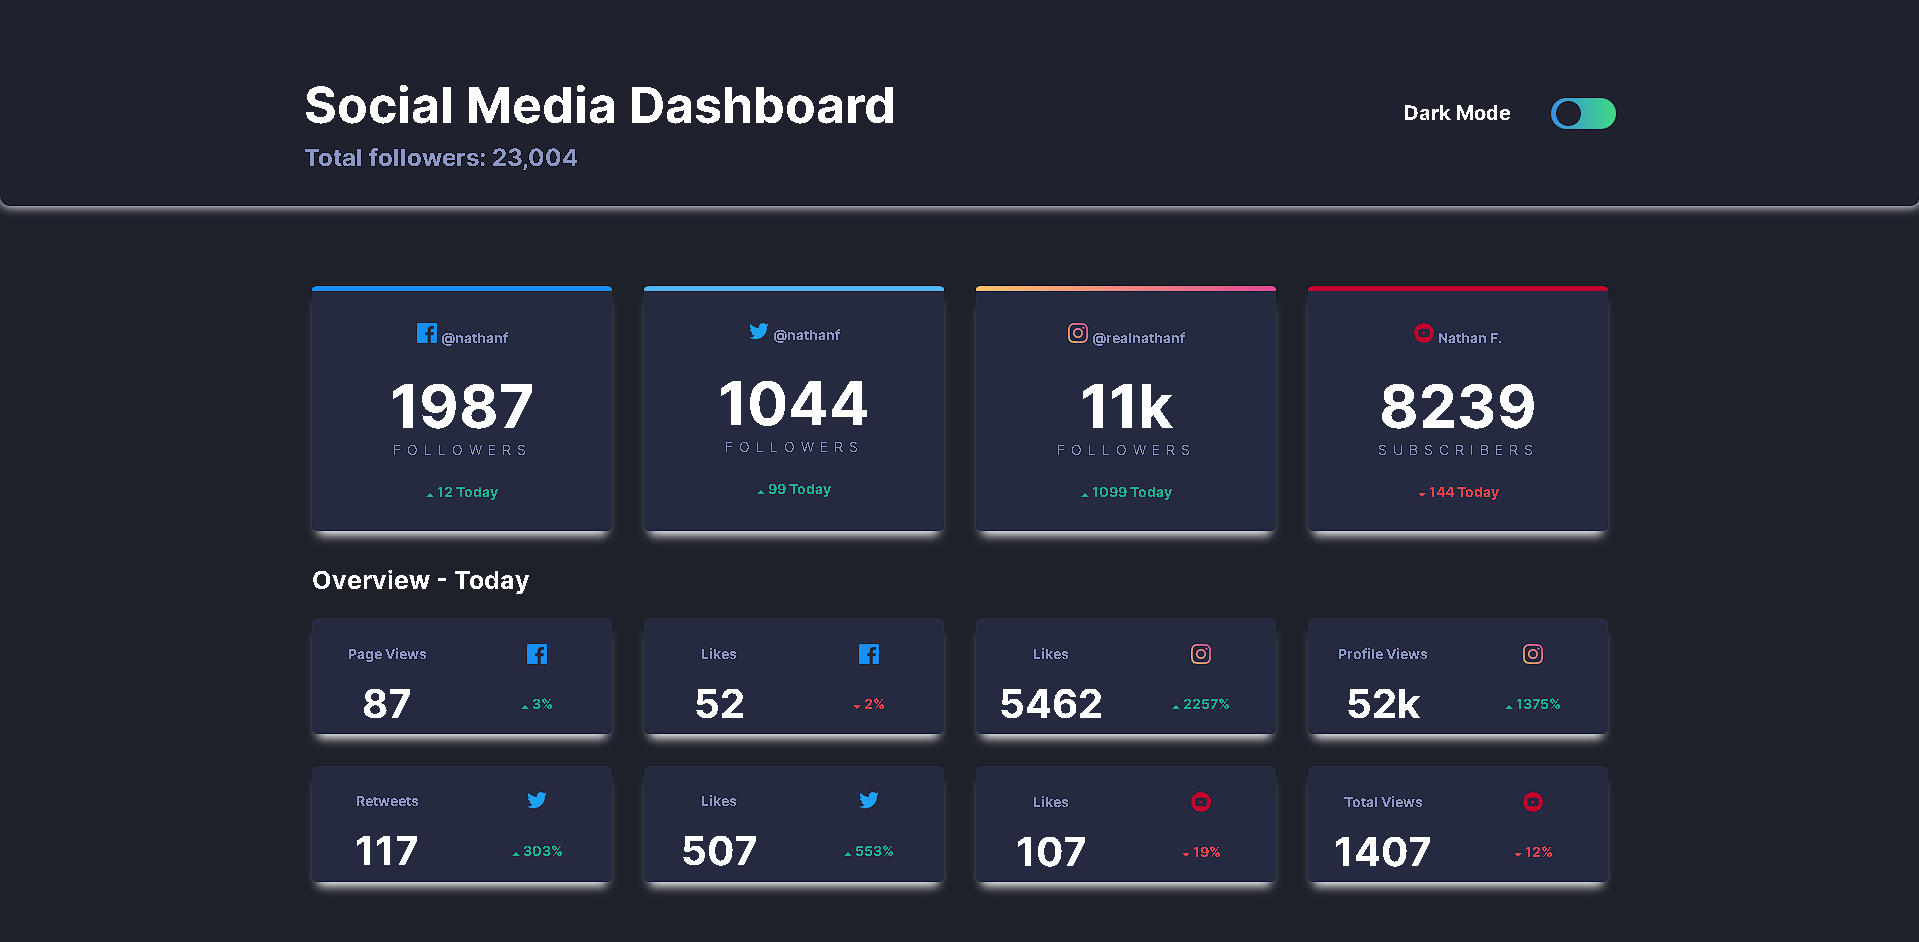 Social Media Dashboard
Total followers: 23,004
Dark Mode
@nathanf
1987
FOLLOWERS
12 Today
@nathanf
1044
FOLLOWERS
99 Today
@realnathanf
11k
FOLLOWERS
1099 Today
Nathan F.
8239
SUBSCRIBERS
144 Today
Overview - Today
Page Views
87
3%
Likes
52
2%
Likes
5462
2257%
Profile Views
52k
1375%
Retweets
117
303%
Likes
507
553%
Likes
107
19%
Total Views
1407
12%